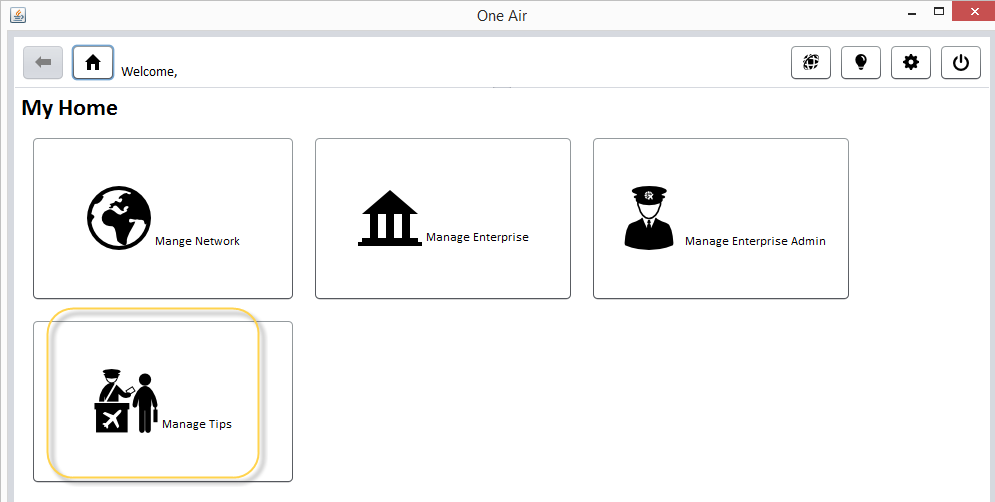 One Air
Welcome,
My Home
Mange Network
Manage Enterprise
Manage Enterprise Admin
Manage Tips